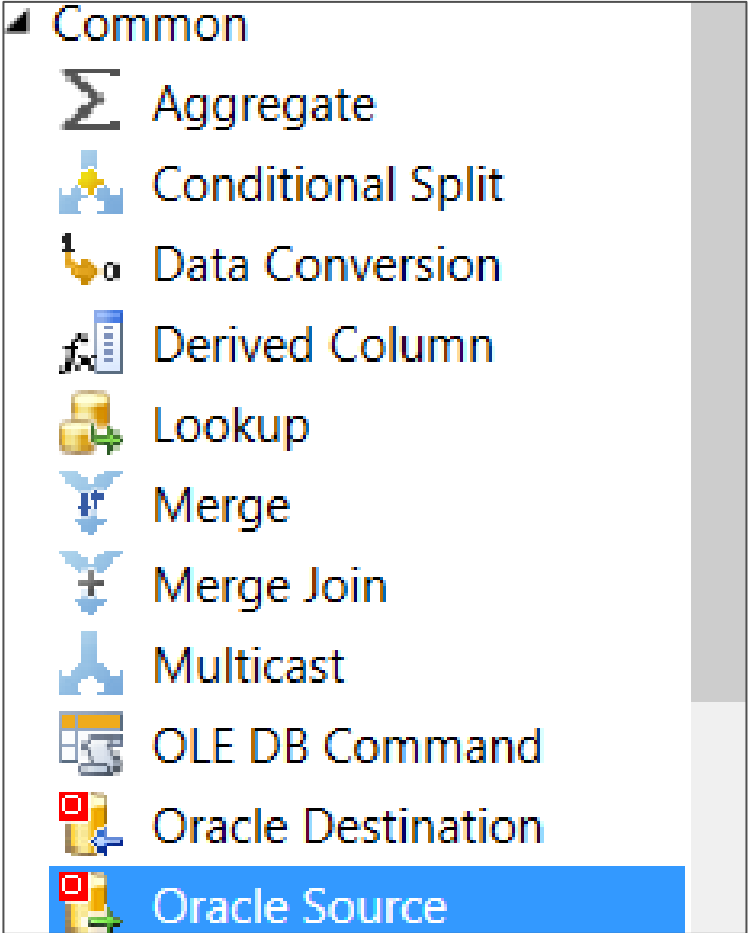 Common
Aggregate
Conditional Split
Data Conversion
Derived Column
Lookup
Merge
Merge Join
Multicast
OLE DB Command
Oracle Destination
Oracle Source